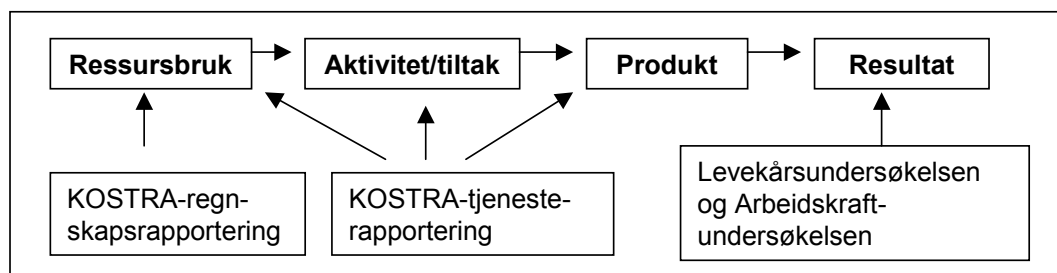 Ressursbruk
Aktivitet/tiltak
Produkt
Resultat
KOSTRA-regn-
skapsrapportering
KOSTRA-tjeneste-
rapportering
Levekårsundersøkelsen
og Arbeidskraft-
undersøkelsen